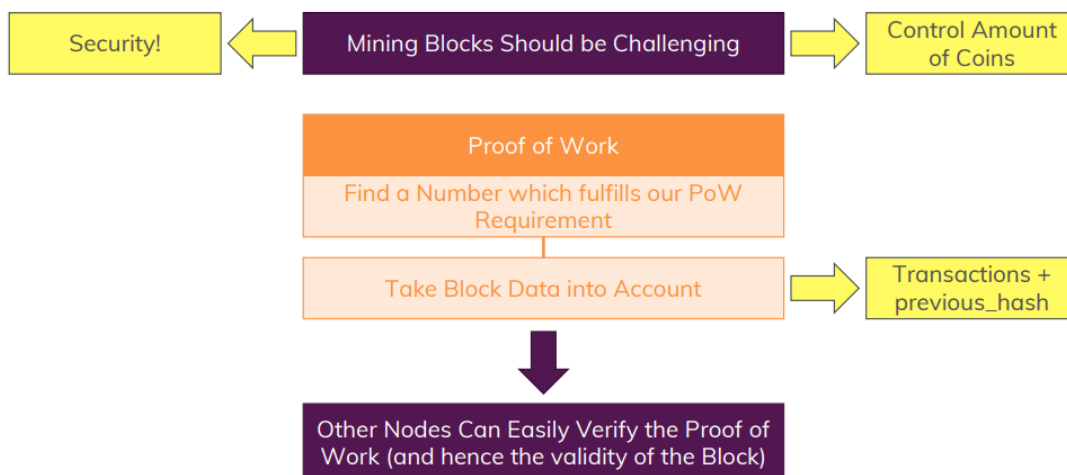 Security!
Mining Blocks Should be Challenging
Control Amount
of Coins
Proof of Work
Find a Number which fulfills our PoW
Requirement
Take Block Data into Account
Transactions +
previous_hash
Other Nodes Can Easily Verify the Proof of
Work (and hence the validity of the Block)